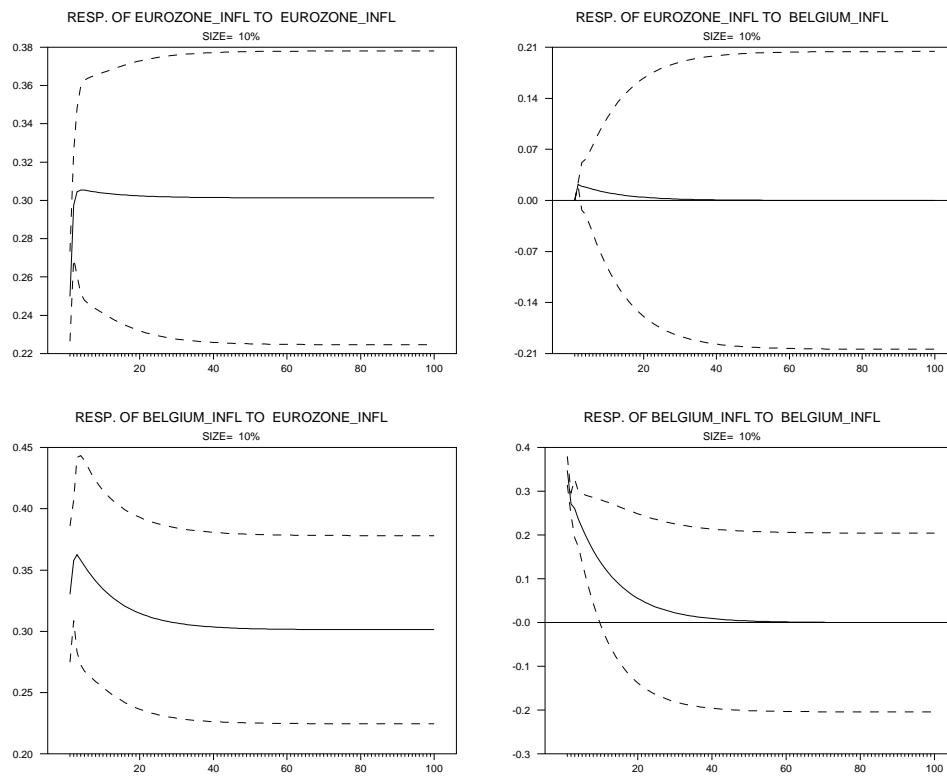 RESP. OF EUROZONE_INFL TO EUROZONE_INFL
SIZE= 10%
0.38
0.36
0.34
0.32
0.30
0.28
0.26
0.24
0.22
20 40 60 80 100
RESP. OF EUROZONE_INFL TO BELGIUM_INFL
SIZE= 10%
0.21
0.14
0.07
0.00
-0.07
-0.14
-0.21
20 40 60 80 100
RESP. OF BELGIUM_INFL TO EUROZONE_INFL
SIZE= 10%
0.45
0.40
0.35
0.30
0.25
0.20
20 40 60 80 100
RESP. OF BELGIUM_INFL TO BELGIUM_INFL
SIZE= 10%
0.4
0.3
0.2
0.1
-0.0
-0.1
-0.2
-0.3
20 40 60 80 100